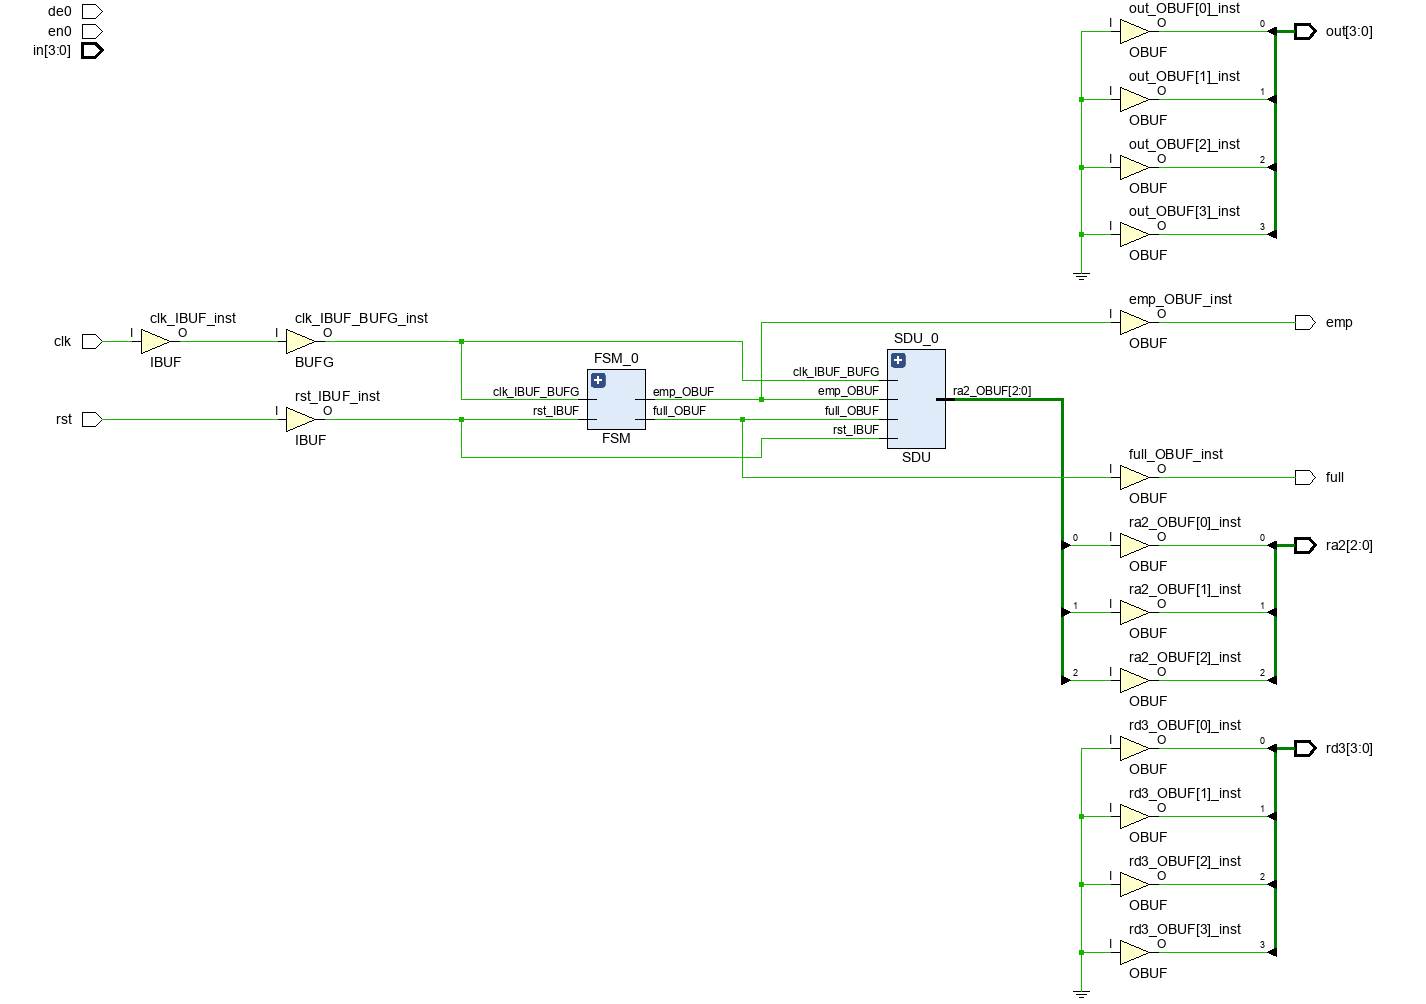 de0
en0
in[3:0]
out_OBUF[0]_inst
I
O
OBUF
0
out[3:0]
out_OBUF[1]_inst
I
O
OBUF
1
out_OBUF[2]_inst
I
O
OBUF
2
out_OBUF[3]_inst
I
O
OBUF
3
emp_OBUF_inst
I
O
OBUF
emp
clk
clk_IBUF_inst
I
O
IBUF
clk_IBUF_BUFG_inst
I
O
BUFG
rst
rst_IBUF_inst
I
O
IBUF
FSM_0
clk_IBUF_BUFG
rst_IBUF
emp_OBUF
full_OBUF
FSM
SDU_0
clk_IBUF_BUFG
emp_OBUF
full_OBUF
rst_IBUF
ra2_OBUF[2:0]
SDU
full_OBUF_inst
I
O
OBUF
full
ra2_OBUF[0]_inst
0
I
O
OBUF
0
ra2[2:0]
ra2_OBUF[1]_inst
1
I
O
OBUF
1
ra2_OBUF[2]_inst
2
I
O
OBUF
2
rd3_OBUF[0]_inst
I
O
OBUF
0
rd3[3:0]
rd3_OBUF[1]_inst
I
O
OBUF
1
rd3_OBUF[2]_inst
I
O
OBUF
2
rd3_OBUF[3]_inst
I
O
OBUF
3